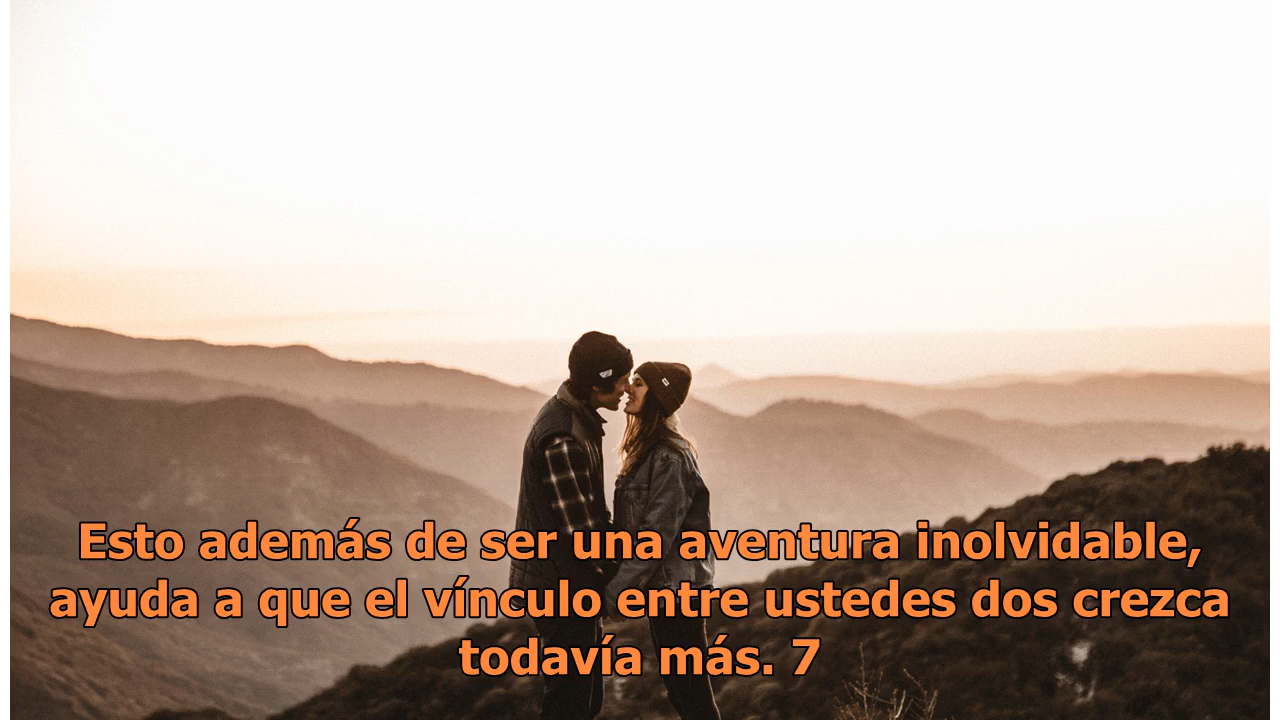 Esto además de ser una aventura inolvidable,
ayuda a que el vínculo entre ustedes dos crezca
todavía más. 7